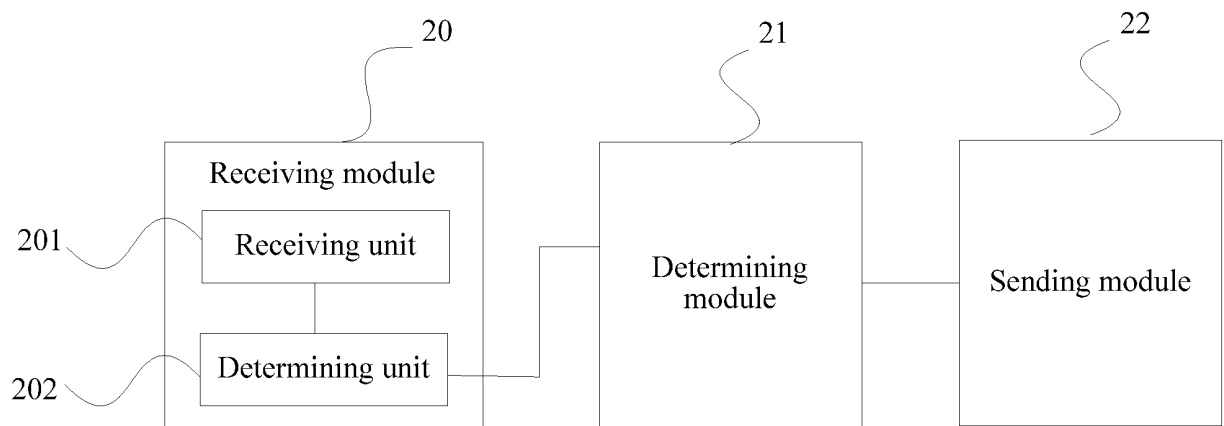 20
21
22
Receiving module
201
Receiving unit
Determining
module
Sending module
202
Determining unit